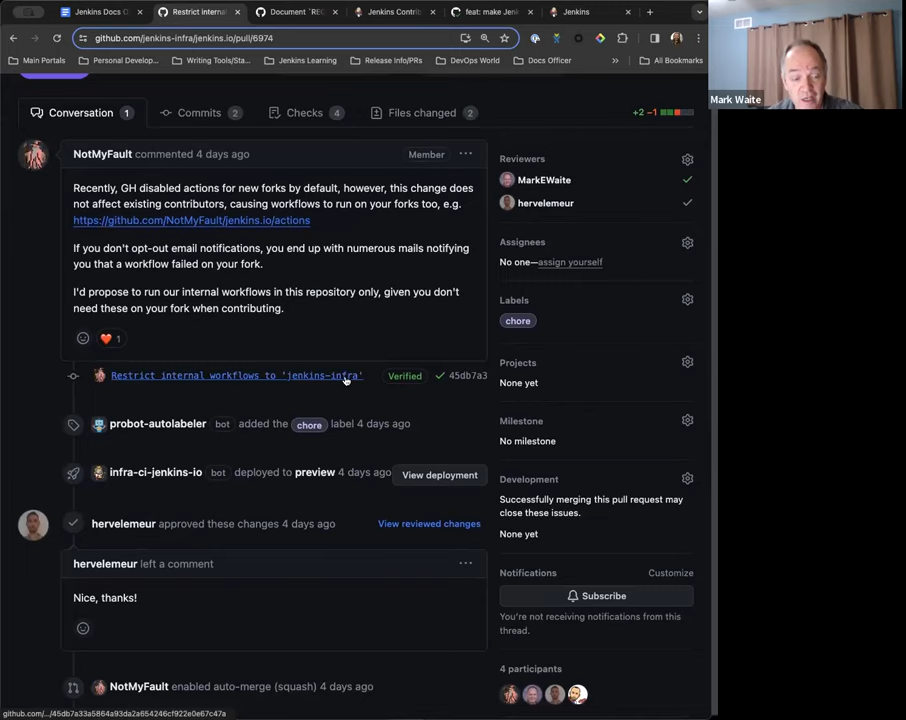 Jenkins Docs O
Restrict internal
Document `REC
Jenkins Contrib
feat: make Jenk
Jenkins
github.com/jenkins-infra/jenkins.io/pull/6974
Main Portals
Personal Develop...
Writing Tools/Sta...
Jenkins Learning
Release Info/PRs
DevOps World
Docs Officer
All Bookmarks
Mark Waite
Conversation 1
Commits 2
Checks 4
Files changed 2
+2 −1
NotMyFault commented 4 days ago
Member
Recently, GH disabled actions for new forks by default, however, this change does
not affect existing contributors, causing workflows to run on your forks too, e.g.
https://github.com/NotMyFault/jenkins.io/actions
If you don't opt-out email notifications, you end up with numerous mails notifying
you that a workflow failed on your fork.
I'd propose to run our internal workflows in this repository only, given you don't
need these on your fork when contributing.
1
Restrict internal workflows to 'jenkins-infra'
Verified
45db7a3
probot-autolabeler bot added the chore label 4 days ago
infra-ci-jenkins-io bot deployed to preview 4 days ago
View deployment
hervelemeur approved these changes 4 days ago
View reviewed changes
hervelemeur left a comment
Nice, thanks!
NotMyFault enabled auto-merge (squash) 4 days ago
Reviewers
MarkEWaite
hervelemeur
Assignees
No one—assign yourself
Labels
chore
Projects
None yet
Milestone
No milestone
Development
Successfully merging this pull request may
close these issues.
None yet
Notifications
Customize
Subscribe
You're not receiving notifications from this
thread.
4 participants
github.com/.../45db7a33a5864a93da2a654246cf922e0e67c47a